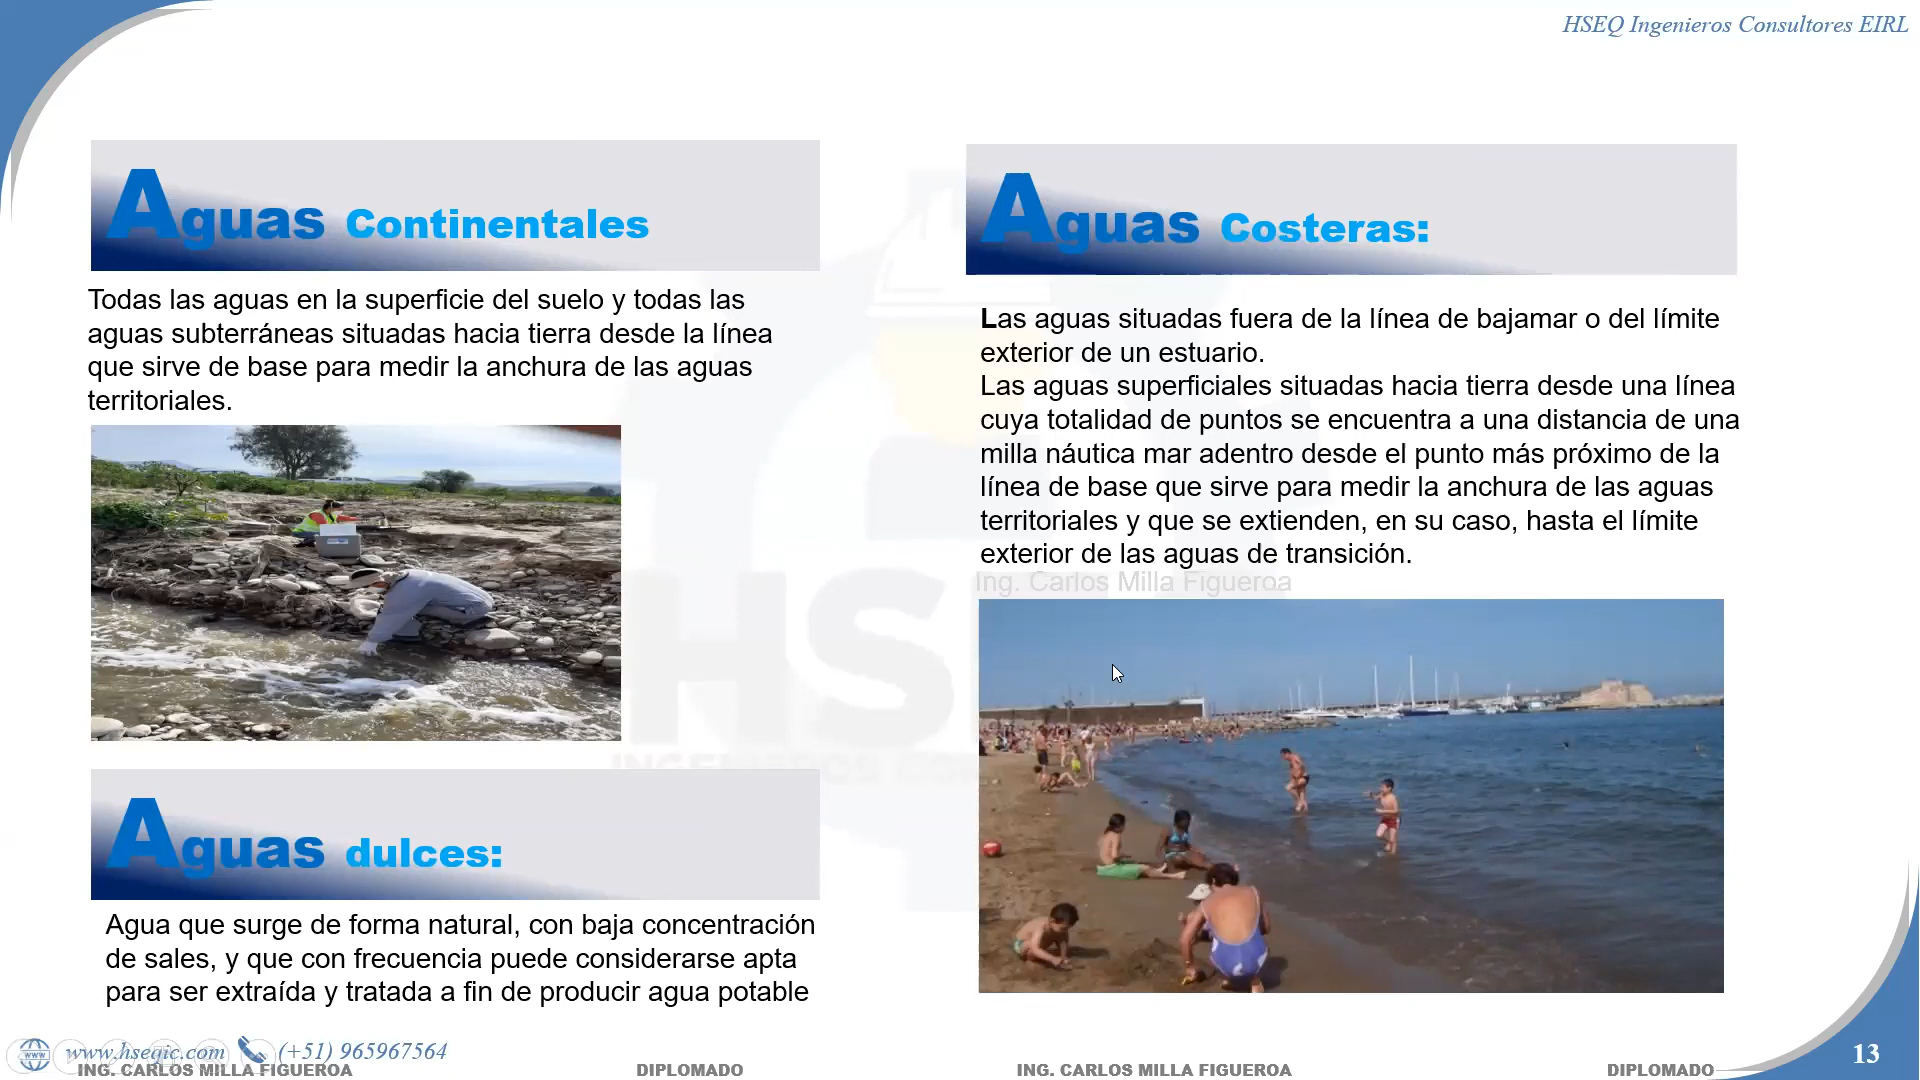 HSEQ Ingenieros Consultores EIRL
Aguas Continentales
Todas las aguas en la superficie del suelo y todas las
aguas subterráneas situadas hacia tierra desde la línea
que sirve de base para medir la anchura de las aguas
territoriales.
Aguas dulces:
Agua que surge de forma natural, con baja concentración
de sales, y que con frecuencia puede considerarse apta
para ser extraída y tratada a fin de producir agua potable
Aguas Costeras:
Las aguas situadas fuera de la línea de bajamar o del límite
exterior de un estuario.
Las aguas superficiales situadas hacia tierra desde una línea
cuya totalidad de puntos se encuentra a una distancia de una
milla náutica mar adentro desde el punto más próximo de la
línea de base que sirve para medir la anchura de las aguas
territoriales y que se extienden, en su caso, hasta el límite
exterior de las aguas de transición.
Ing. Carlos Milla Figueroa
HS
INGENIEROS
www.hseqic.com (+51) 965967564
ING. CARLOS MILLA FIGUEROA DIPLOMADO ING. CARLOS MILLA FIGUEROA DIPLOMADO
13